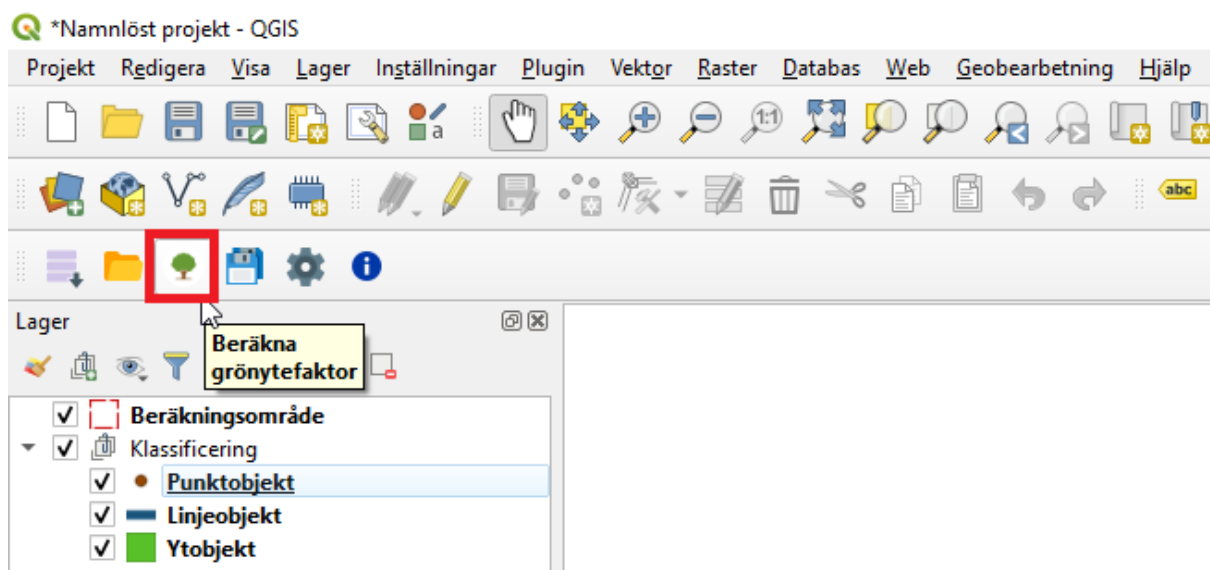 *Namnlöst projekt - QGIS
Projekt Redigera Visa Lager Inställningar Plugin Vektor Raster Databas Web Geobearbetning Hjälp
a
1:1
abc
i
Lager
Beräkna
grönytefaktor
Beräkningsområde
Klassificering
Punktobjekt
Linjeobjekt
Ytobjekt